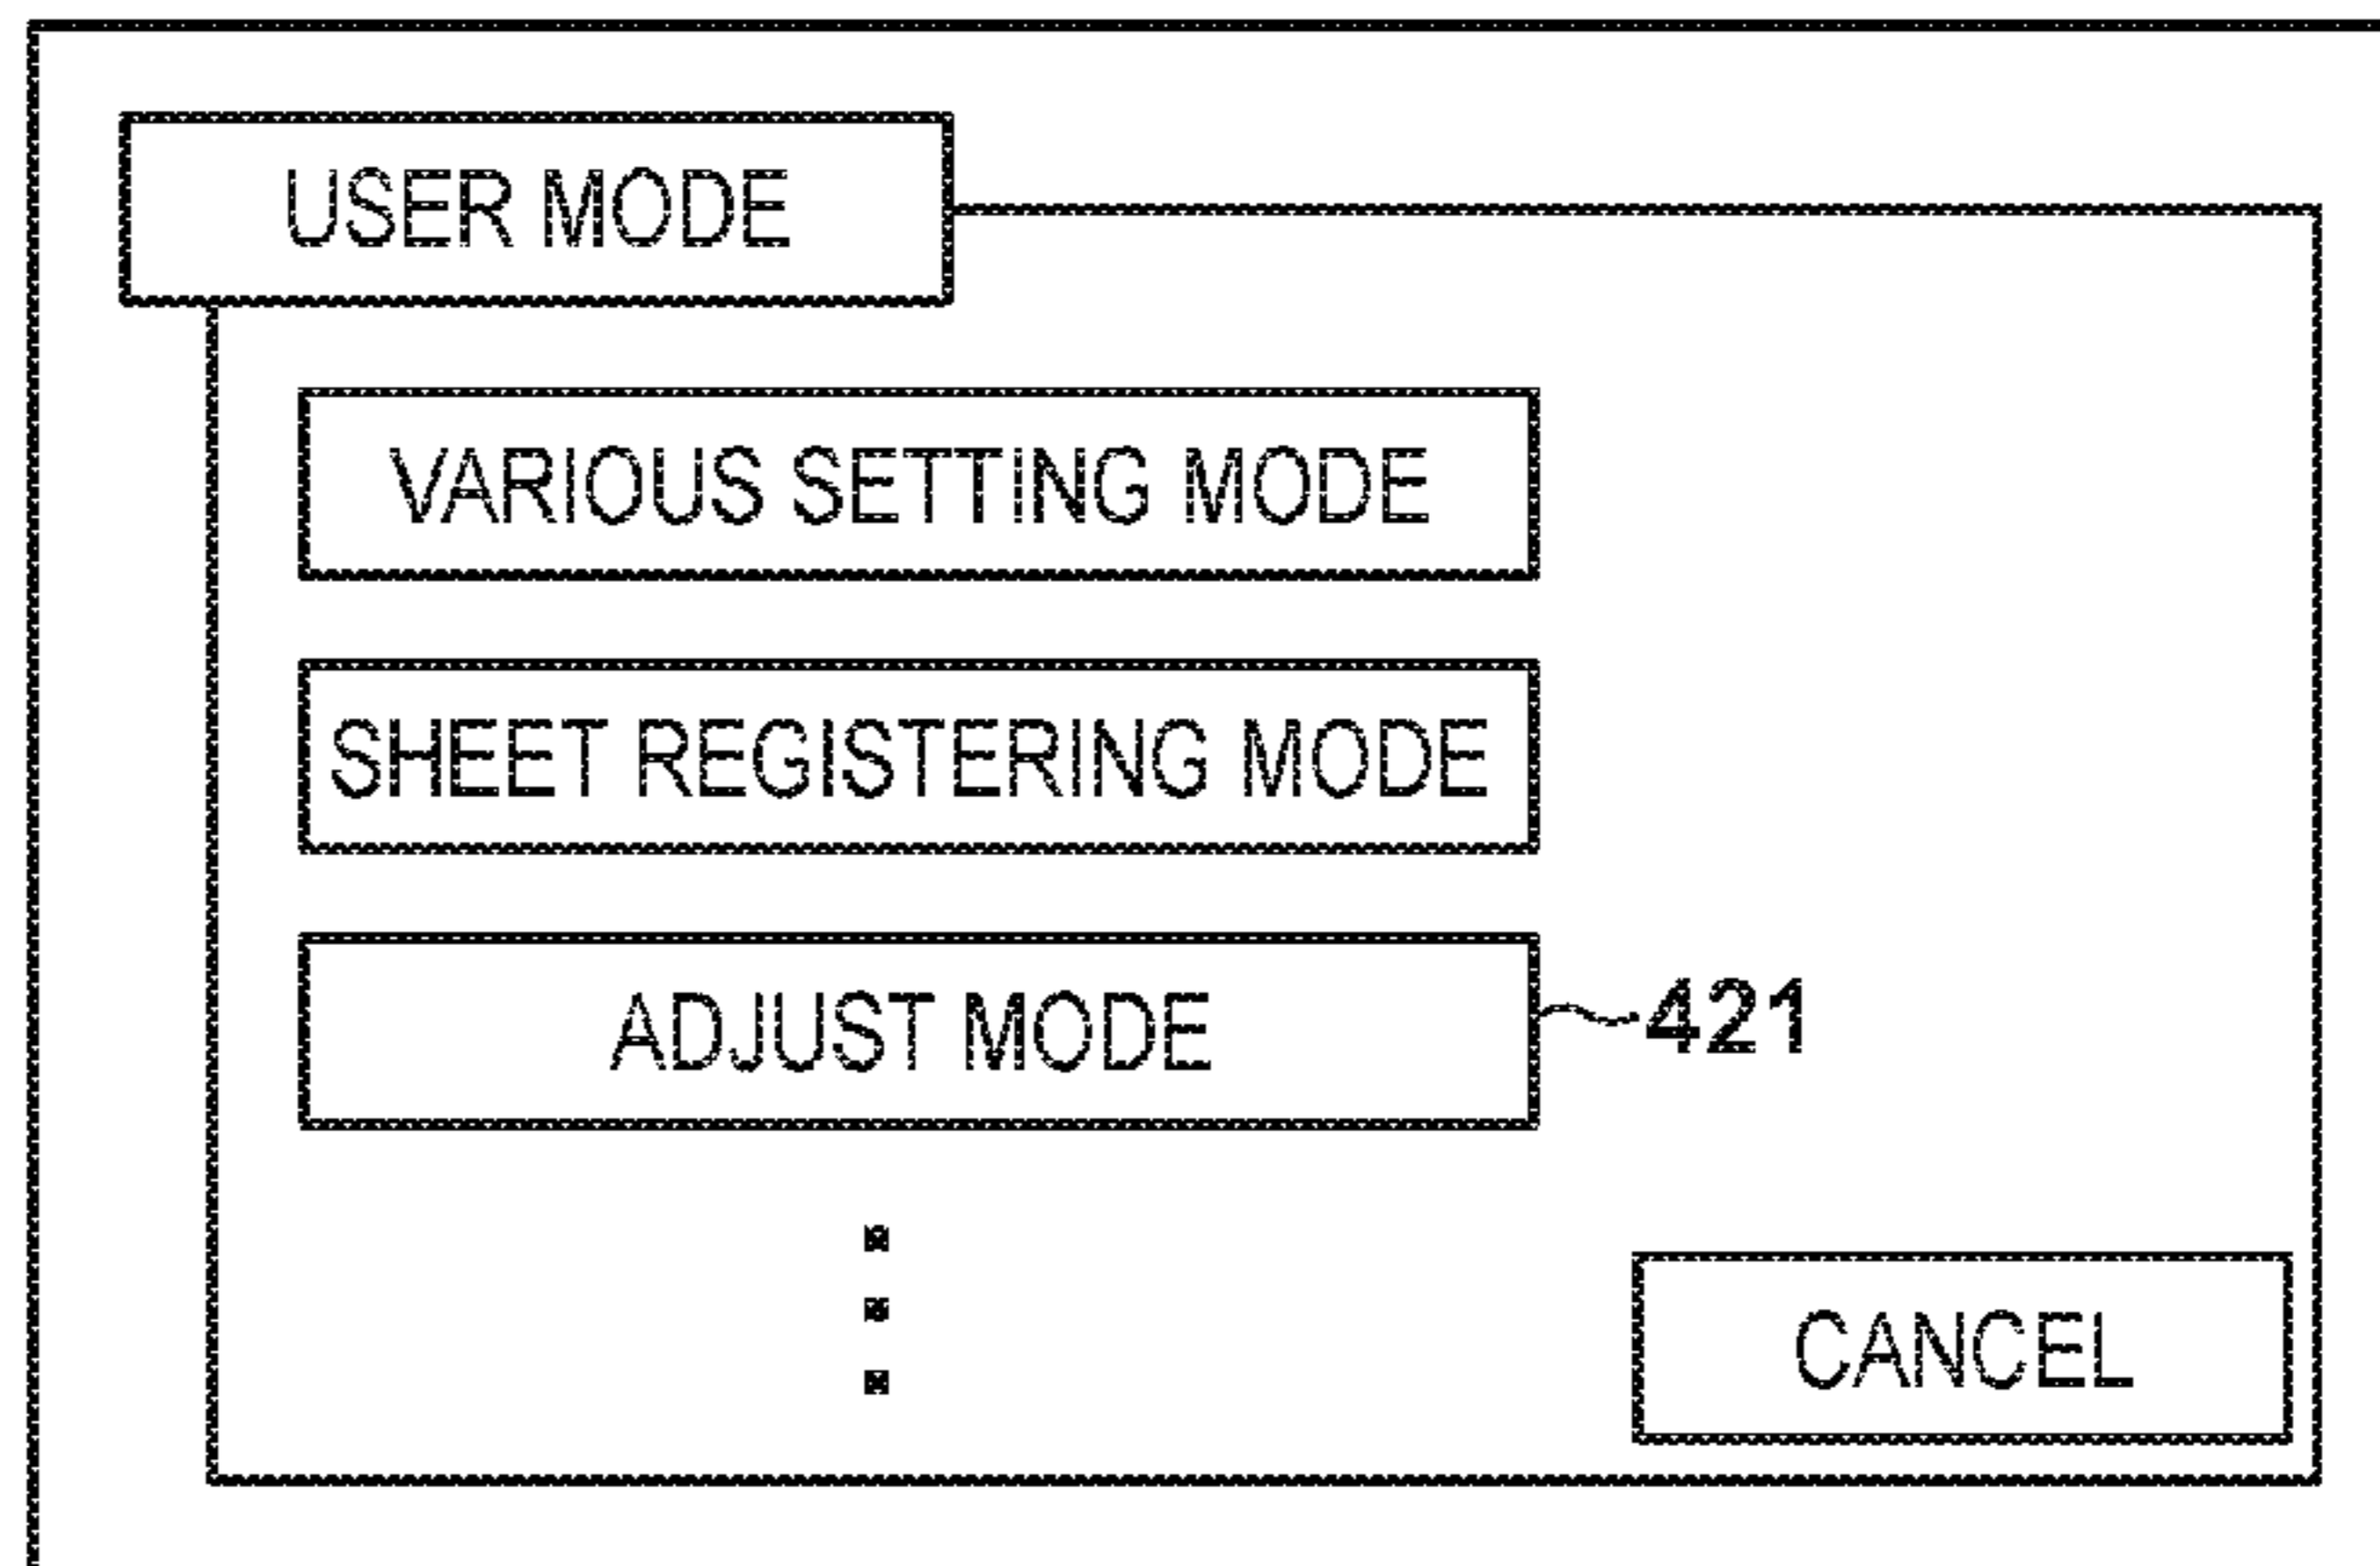 USER MODE
VARIOUS SETTING MODE
SHEET REGISTERING MODE
ADJUST MODE
421
CANCEL